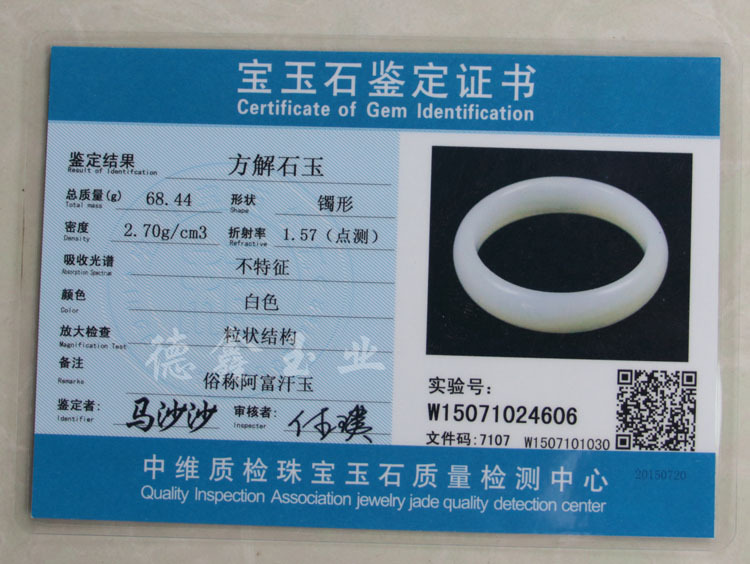 宝玉石鉴定证书
Certificate of Gem Identification
鉴定结果 方解石玉
Result of Identifcation
总质量(g) 68.44 形状 镯形
Total mass Shape
密度 2.70g/cm3 折射率 1.57（点测）
Density Refractive
吸收光谱 不特征
Absorption Spectrum
颜色 白色
Color
放大检查 粒状结构
Magnification Test
德鑫玉业
备注 俗称阿富汗玉
Remarks
鉴定者: 马沙沙 审核者:
Identifier Inspecter
实验号:
W15071024606
文件码:7107 W1507101030
中维质检珠宝玉石质量检测中心
20150720
Quality Inspection Association jewelry jade quality detection center